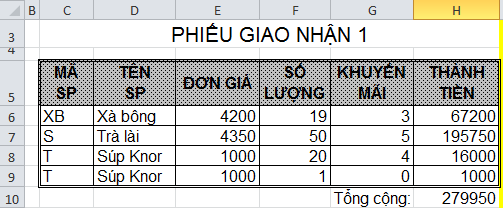 B C D E F G H
3 PHIẾU GIAO NHẬN 1
4
MÃ TÊN ĐƠN GIÁ SỐ KHUYẾN THÀNH
5 SP SP LƯỢNG MÃI TIỀN
6 XB Xà bông 4200 19 3 67200
7 S Trà lài 4350 50 5 195750
8 T Súp Knor 1000 20 4 16000
9 T Súp Knor 1000 1 0 1000
10 Tổng cộng: 279950